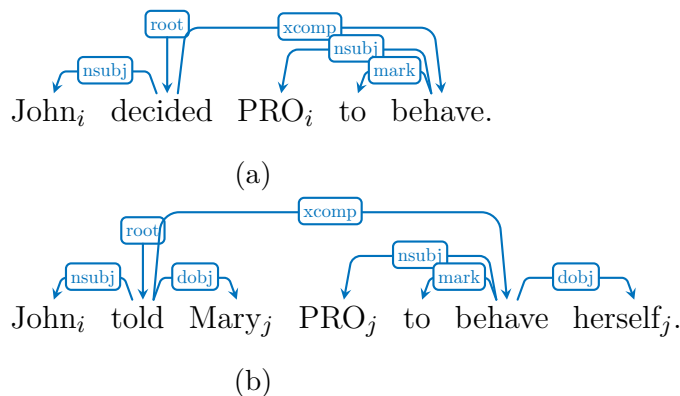 root xcomp
nsubj nsubj
mark
John_i decided PRO_i to behave.
(a)
xcomp
root
nsubj dobj nsubj mark dobj
John_i told Mary_j PRO_j to behave herself_j.
(b)